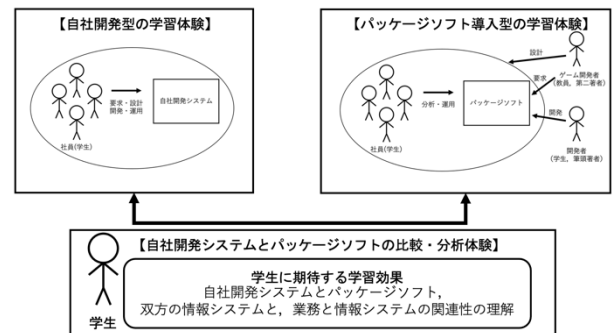 【自社開発型の学習体験】
要求・設計
開発・運用
自社開発システム
社員(学生)
【パッケージソフト導入型の学習体験】
設計
要求
ゲーム開発者
(教員，第二著者)
分析・運用
パッケージソフト
開発
社員(学生)
開発者
(学生，筆頭著者)
【自社開発システムとパッケージソフトの比較・分析体験】
学生に期待する学習効果
自社開発システムとパッケージソフト，
双方の情報システムと，業務と情報システムの関連性の理解
学生